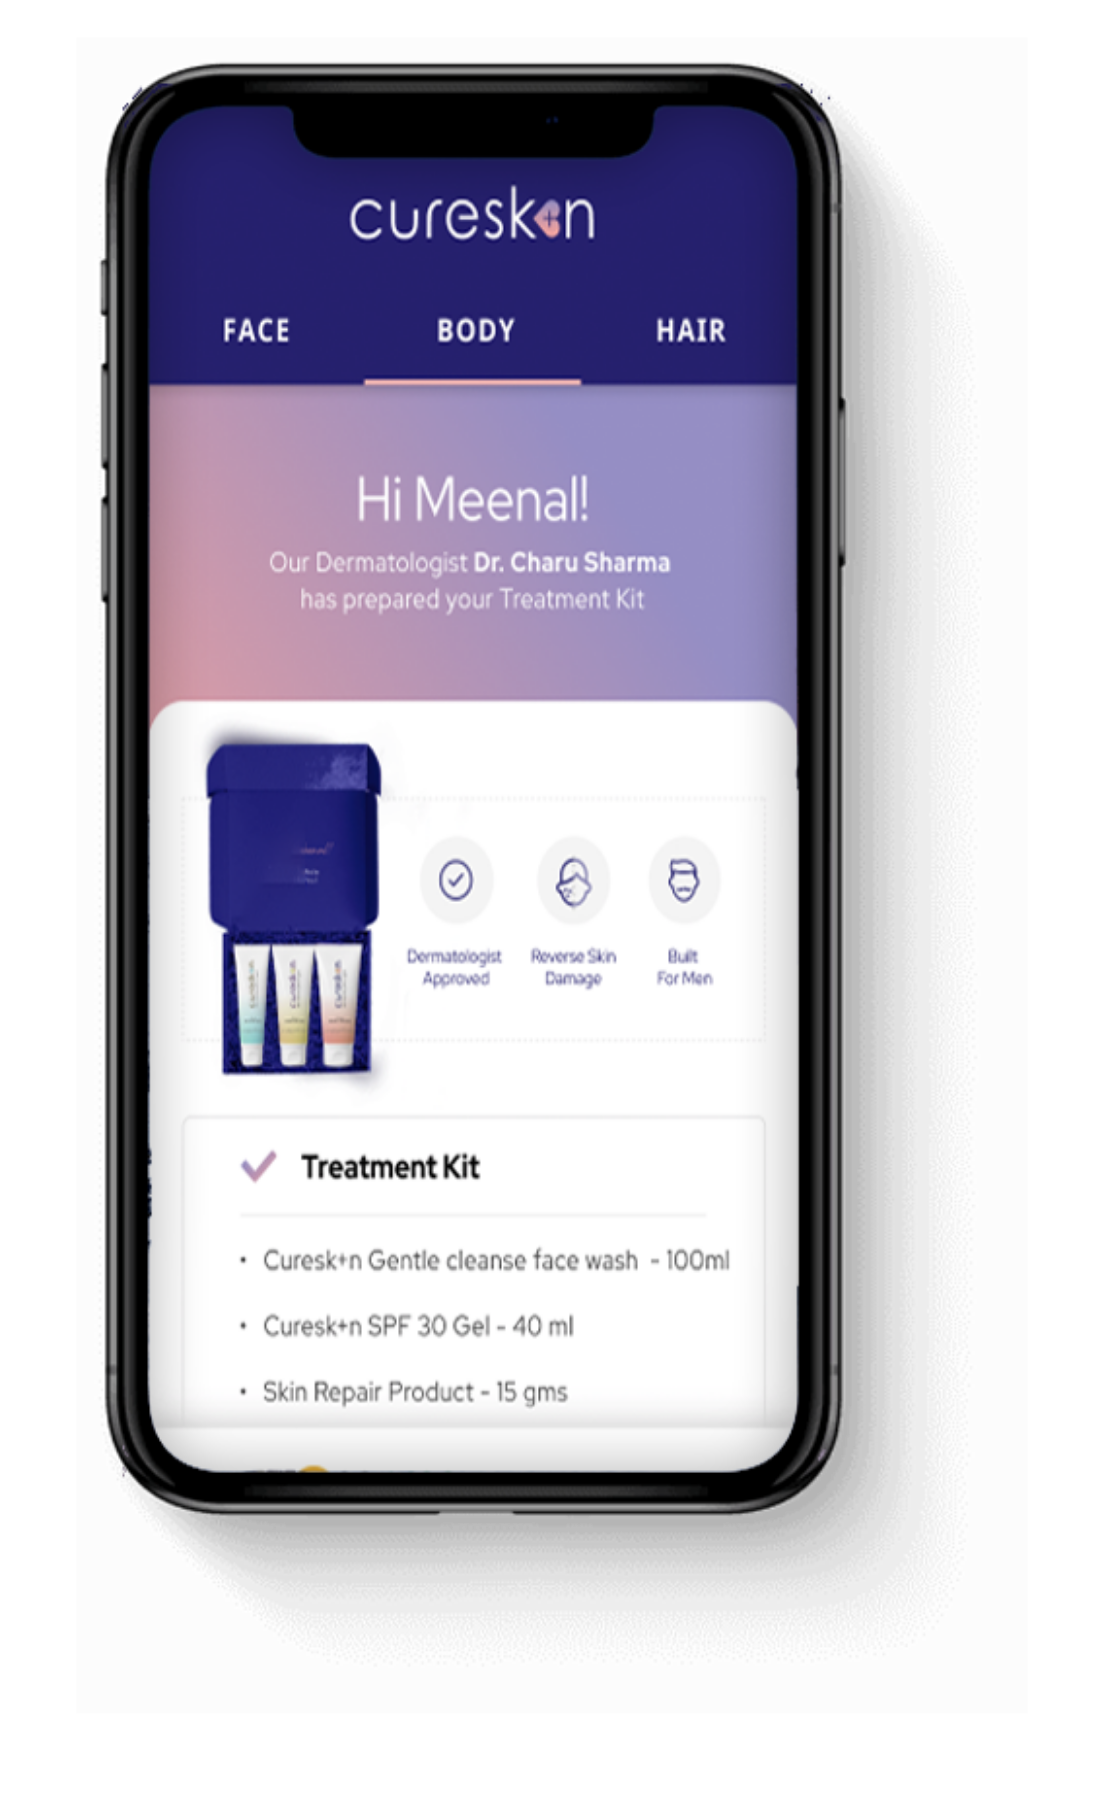 curesk+n
FACE BODY HAIR
Hi Meenal!
Our Dermatologist Dr. Charu Sharma
has prepared your Treatment Kit
Dermatologist
Approved
Reverse Skin
Damage
Built
For Men
Treatment Kit
• Curesk+n Gentle cleanse face wash - 100ml
• Curesk+n SPF 30 Gel - 40 ml
• Skin Repair Product - 15 gms